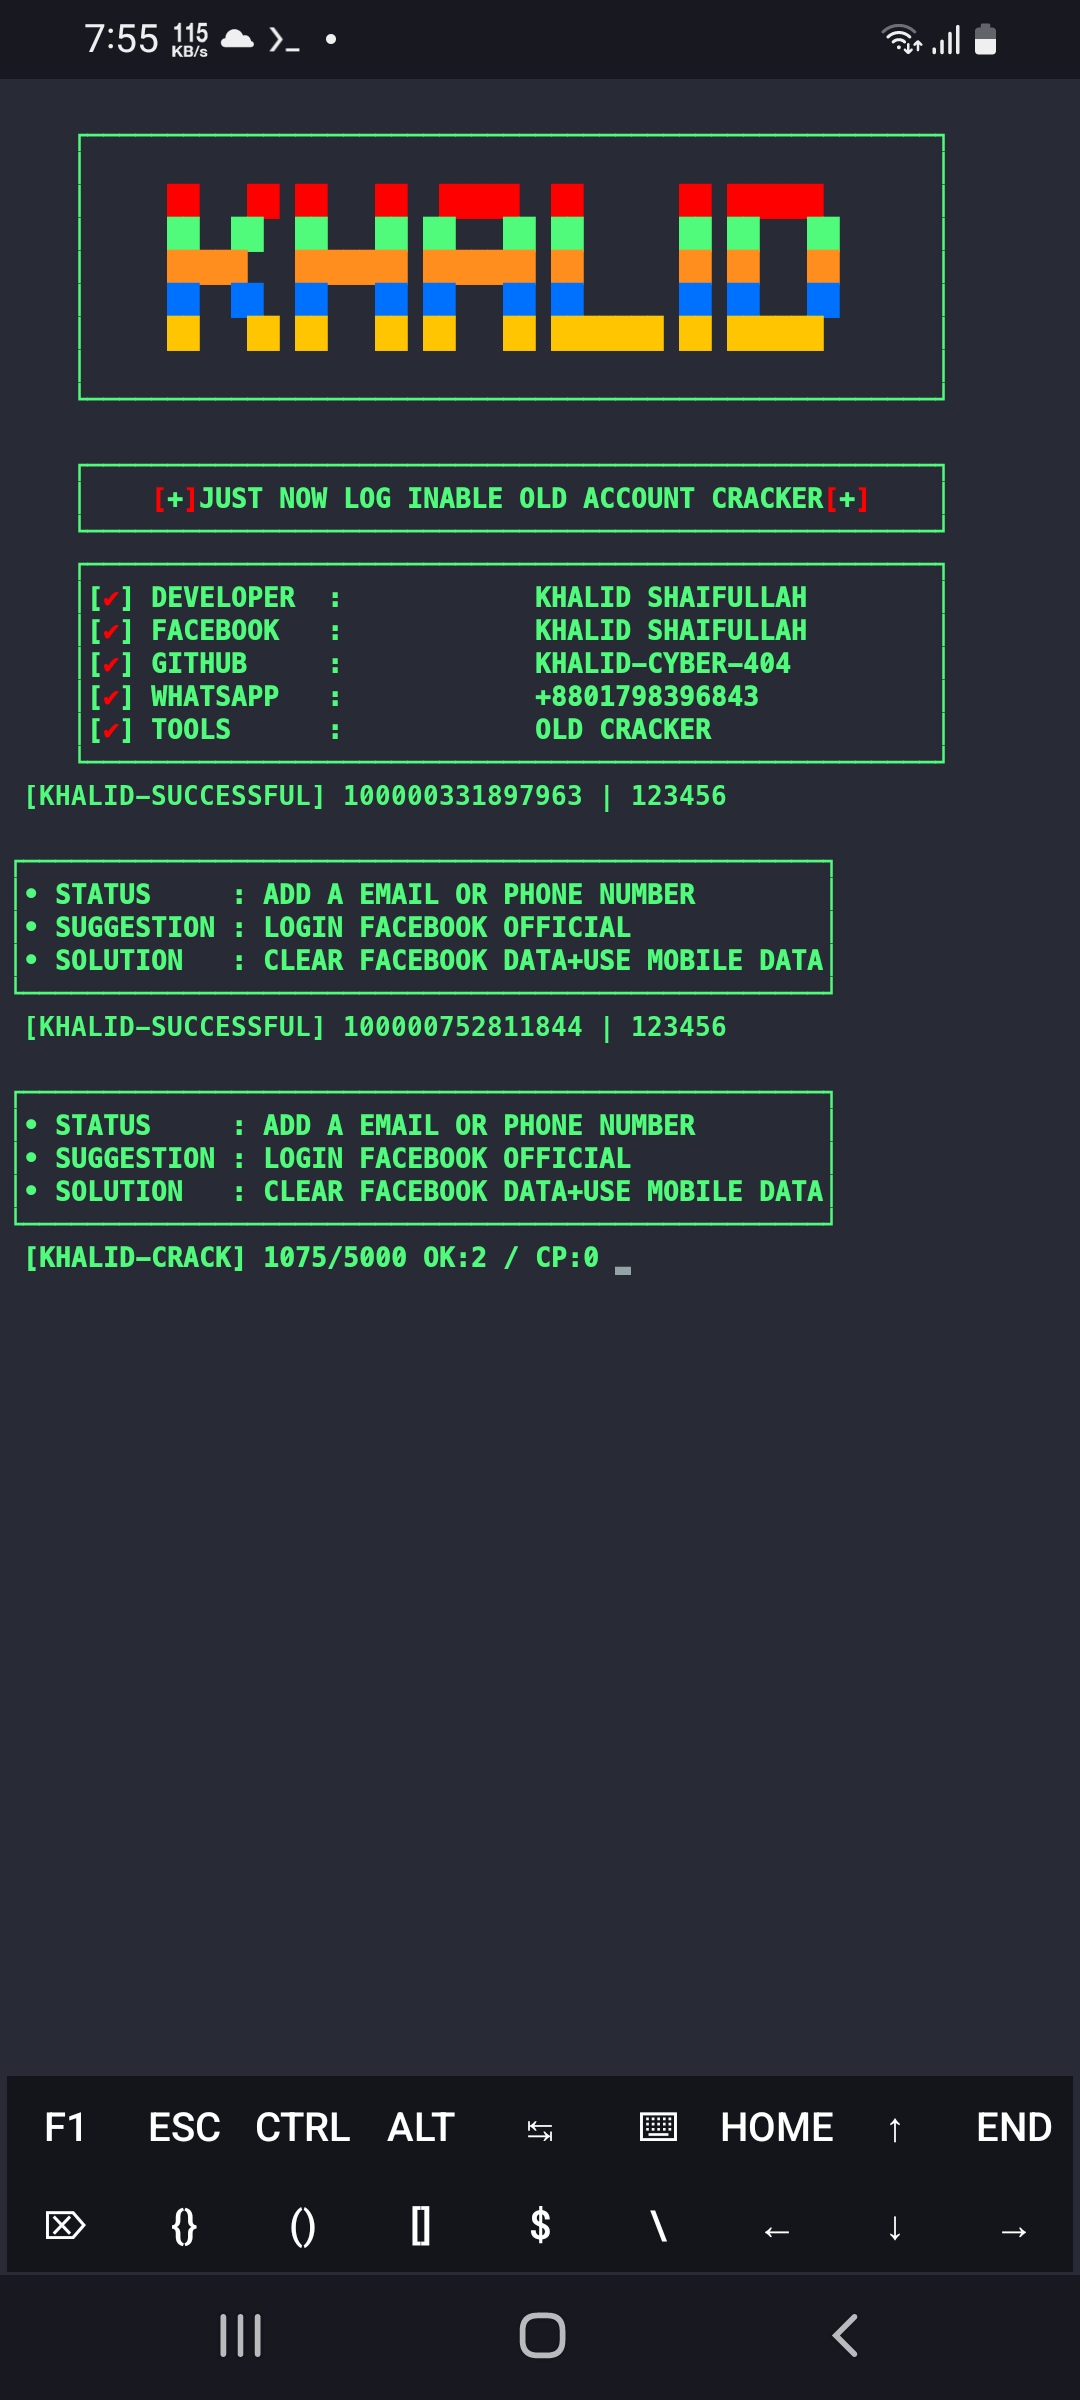 7:55 115 KB/s
KHALID
[+]JUST NOW LOG INABLE OLD ACCOUNT CRACKER[+]
[✔] DEVELOPER : KHALID SHAIFULLAH
[✔] FACEBOOK : KHALID SHAIFULLAH
[✔] GITHUB : KHALID-CYBER-404
[✔] WHATSAPP : +8801798396843
[✔] TOOLS : OLD CRACKER
[KHALID-SUCCESSFUL] 100000331897963 | 123456
• STATUS : ADD A EMAIL OR PHONE NUMBER
• SUGGESTION : LOGIN FACEBOOK OFFICIAL
• SOLUTION : CLEAR FACEBOOK DATA+USE MOBILE DATA
[KHALID-SUCCESSFUL] 100000752811844 | 123456
• STATUS : ADD A EMAIL OR PHONE NUMBER
• SUGGESTION : LOGIN FACEBOOK OFFICIAL
• SOLUTION : CLEAR FACEBOOK DATA+USE MOBILE DATA
[KHALID-CRACK] 1075/5000 OK:2 / CP:0 _
F1 ESC CTRL ALT ↹ HOME ↑ END
⌦ {} () [] $ \ ← ↓ →